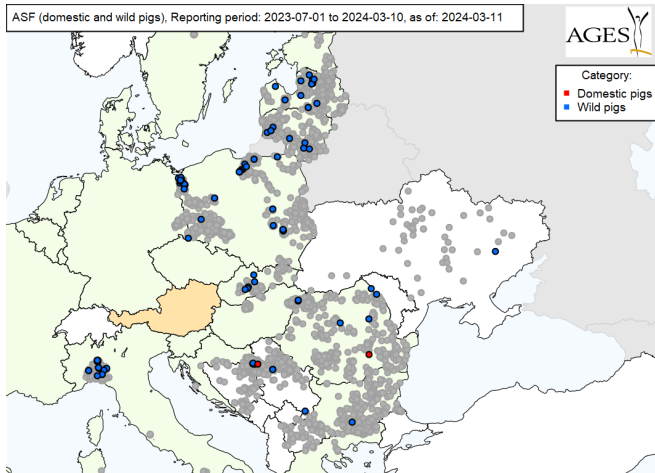 ASF (domestic and wild pigs), Reporting period: 2023-07-01 to 2024-03-10, as of: 2024-03-11
AGES
Category:
Domestic pigs
Wild pigs